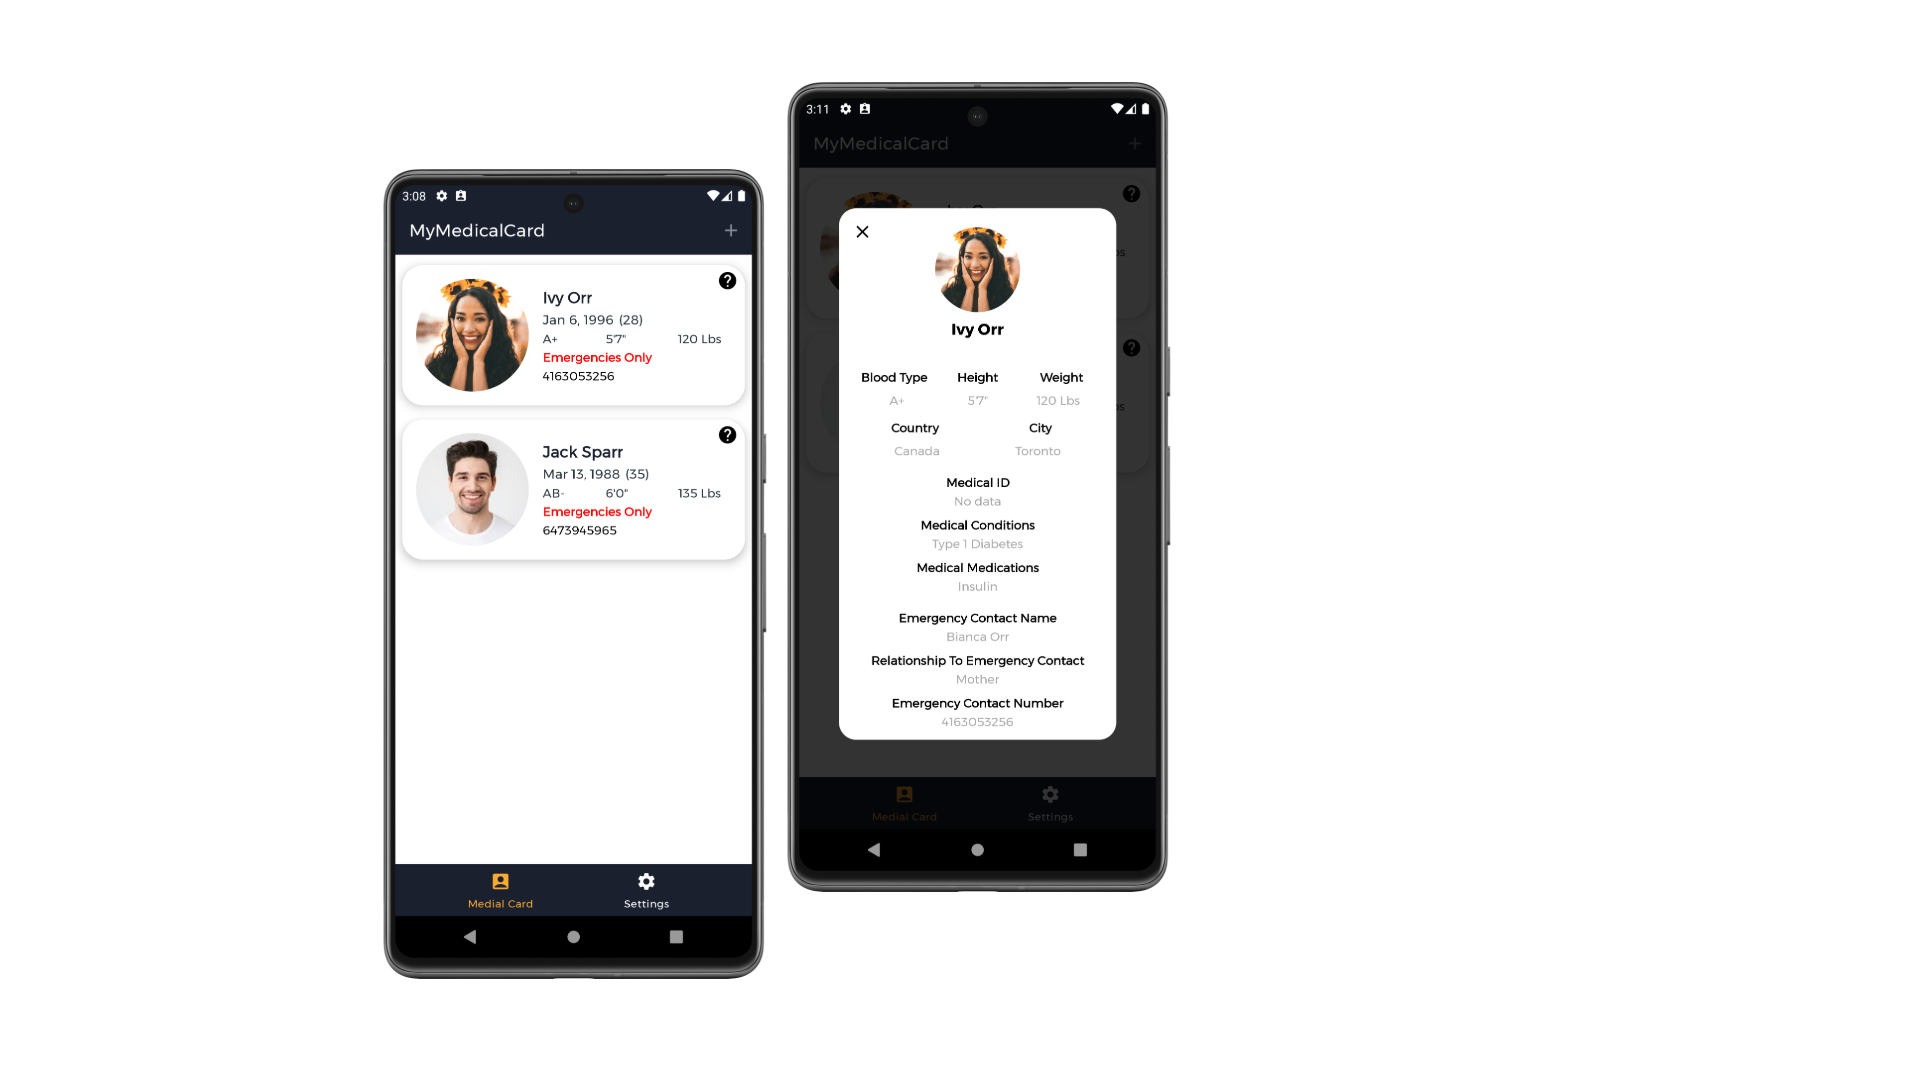 3:08
MyMedicalCard
Ivy Orr
Jan 6, 1996 (28)
A+ 5'7" 120 Lbs
Emergencies Only
4163053256
Jack Sparr
Mar 13, 1988 (35)
AB- 6'0" 135 Lbs
Emergencies Only
6473945965
Medial Card Settings
3:11
MyMedicalCard
Ivy Orr
Blood Type Height Weight
A+ 5'7" 120 Lbs
Country City
Canada Toronto
Medical ID
No data
Medical Conditions
Type 1 Diabetes
Medical Medications
Insulin
Emergency Contact Name
Bianca Orr
Relationship To Emergency Contact
Mother
Emergency Contact Number
4163053256
Medial Card Settings